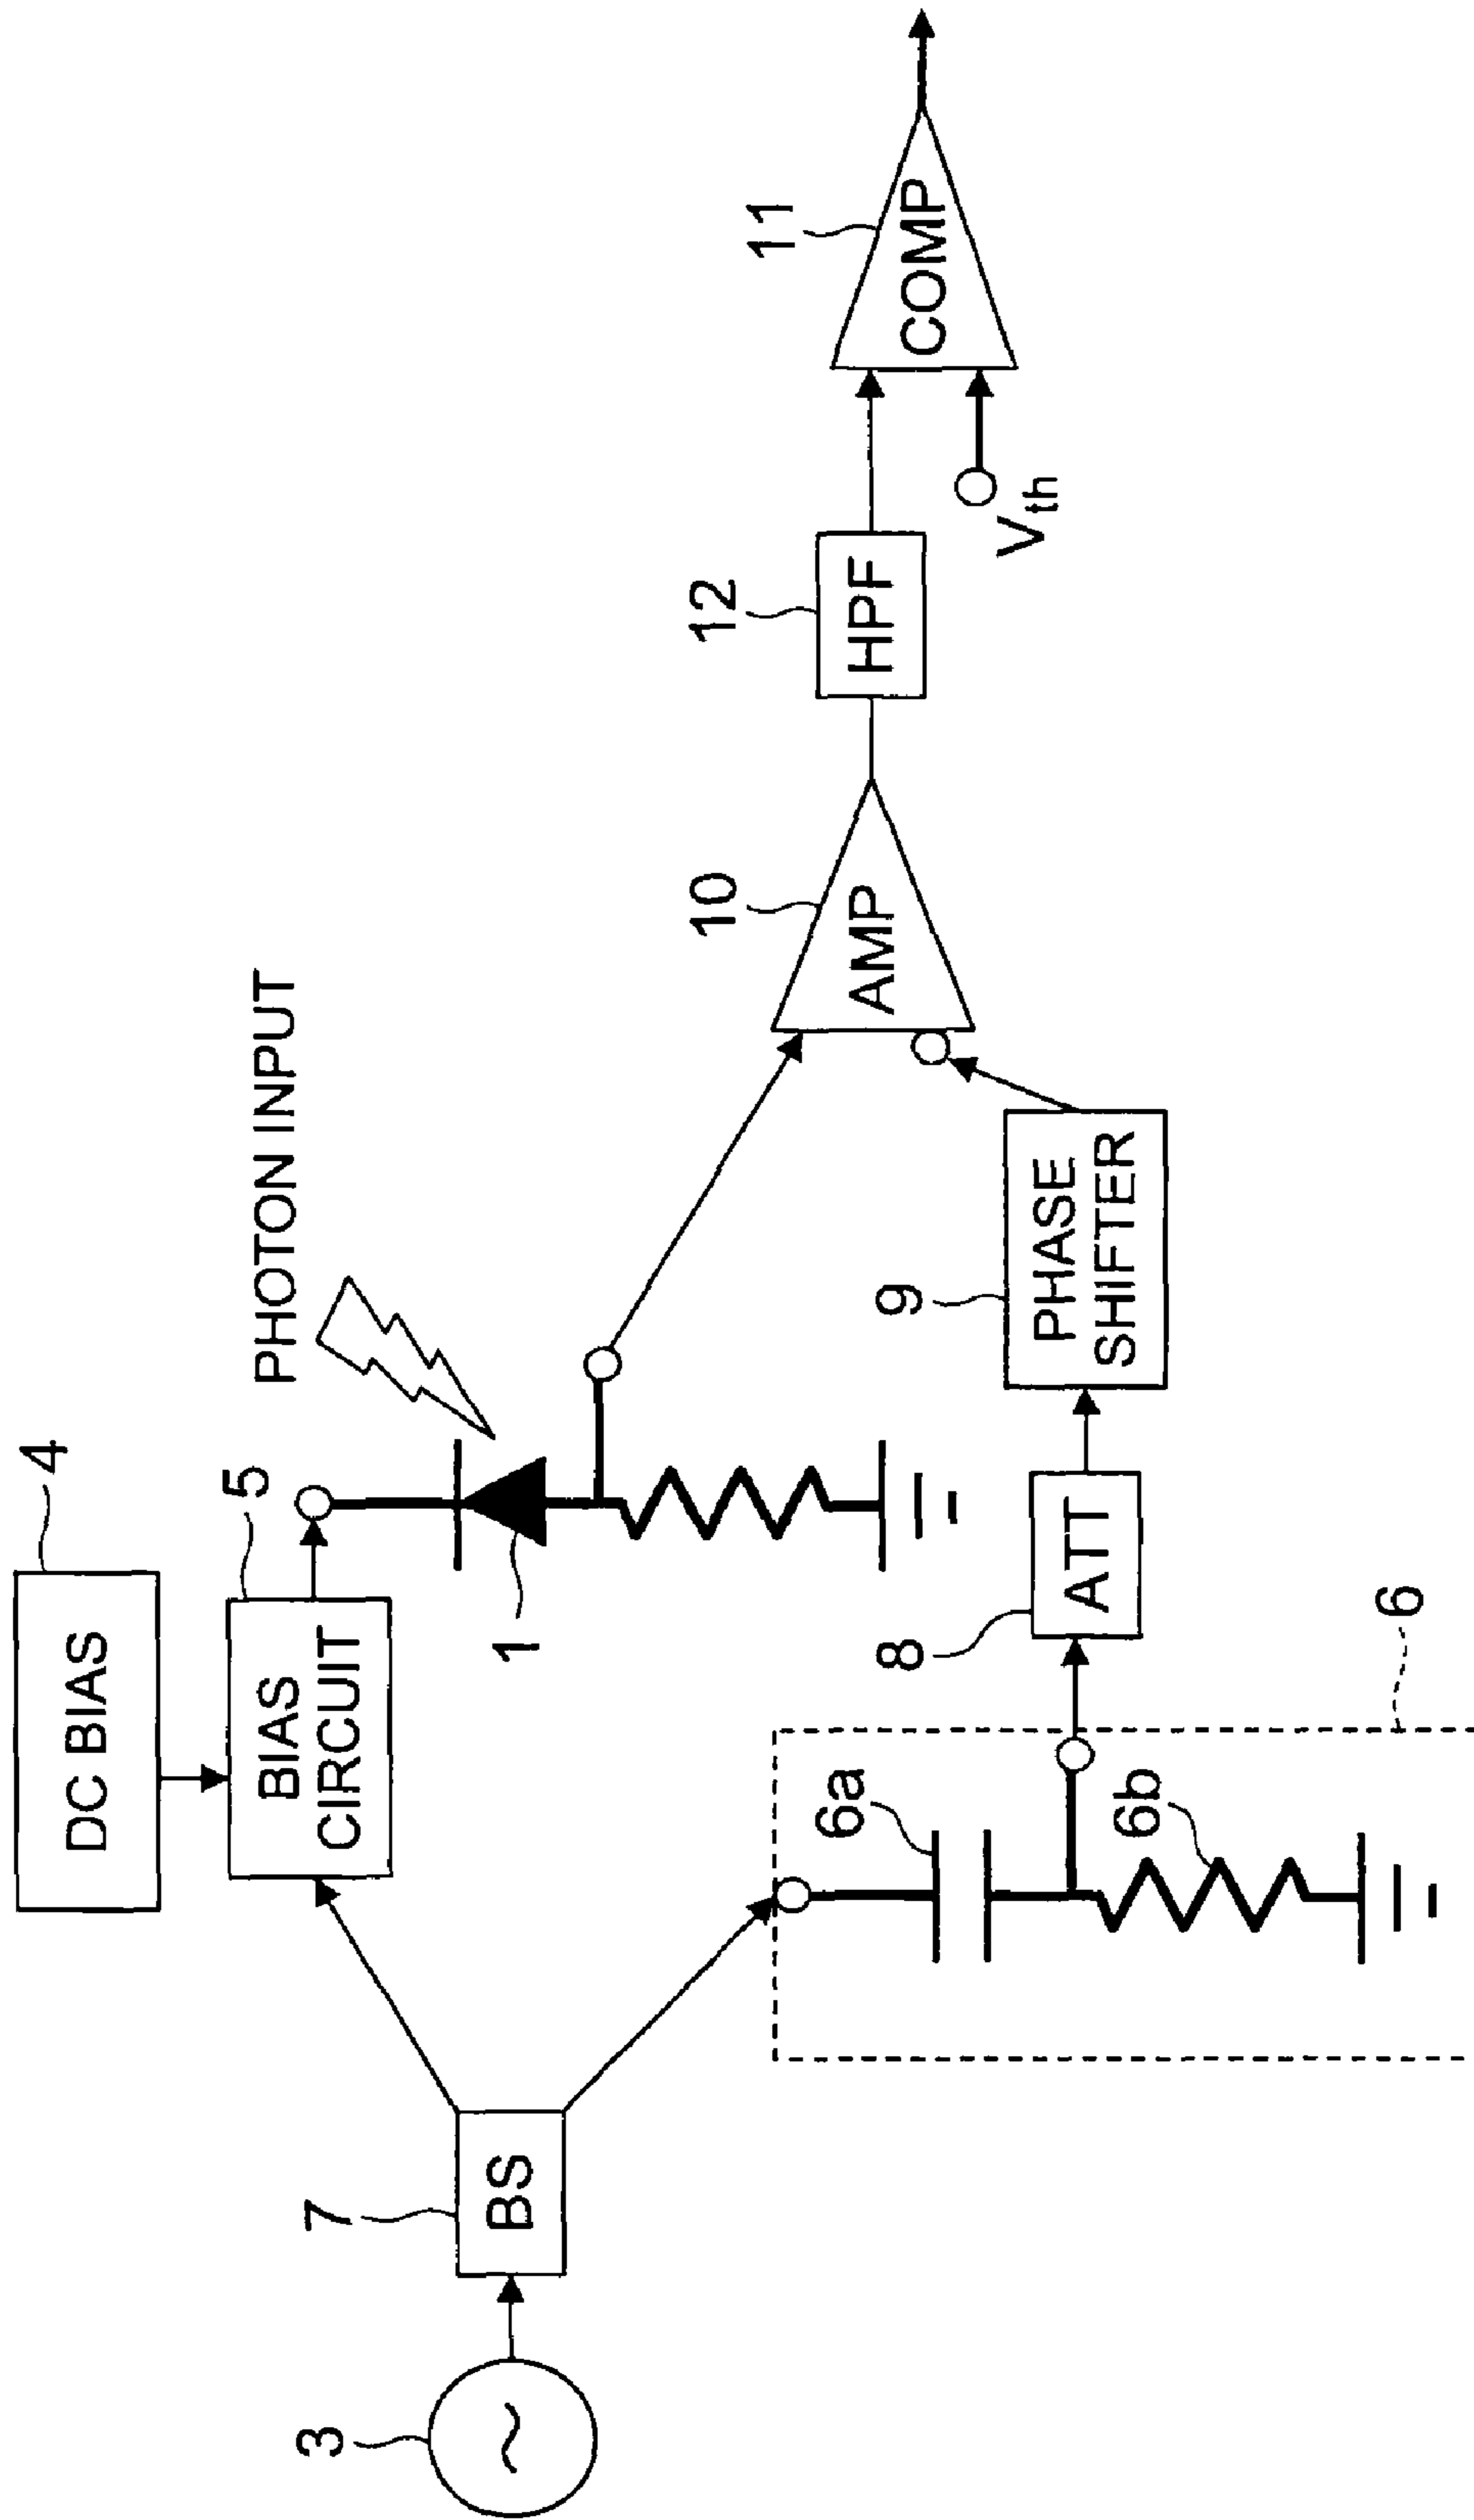 4
DC BIAS
5
BIAS
CIRCUIT
PHOTON INPUT
1
3
7
BS
10
AMP
12
HPF
11
COMP
Vth
9
PHASE
SHIFTER
8
ATT
6a
6b
6